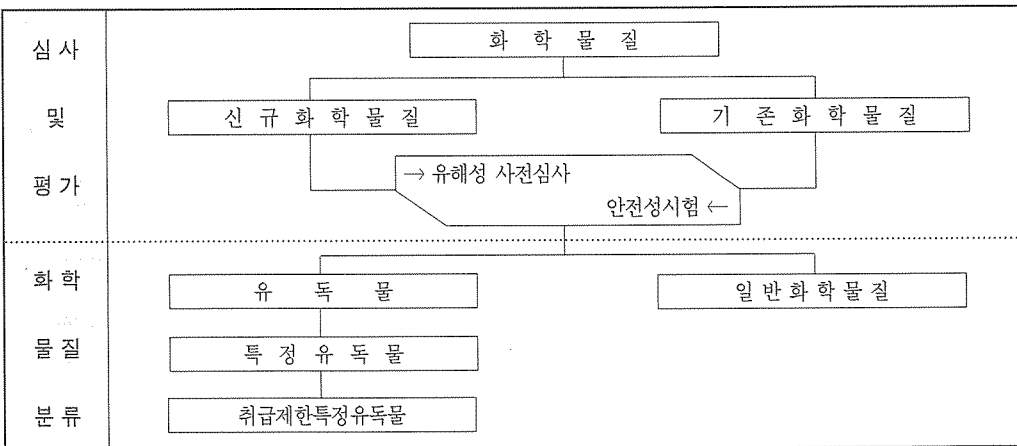 심사
화학물질
및
신규화학물질
기존화학물질
평가
→ 유해성 사전심사
안전성시험 ←
화학
유독물
일반화학물질
물질
특정유독물
분류
취급제한특정유독물